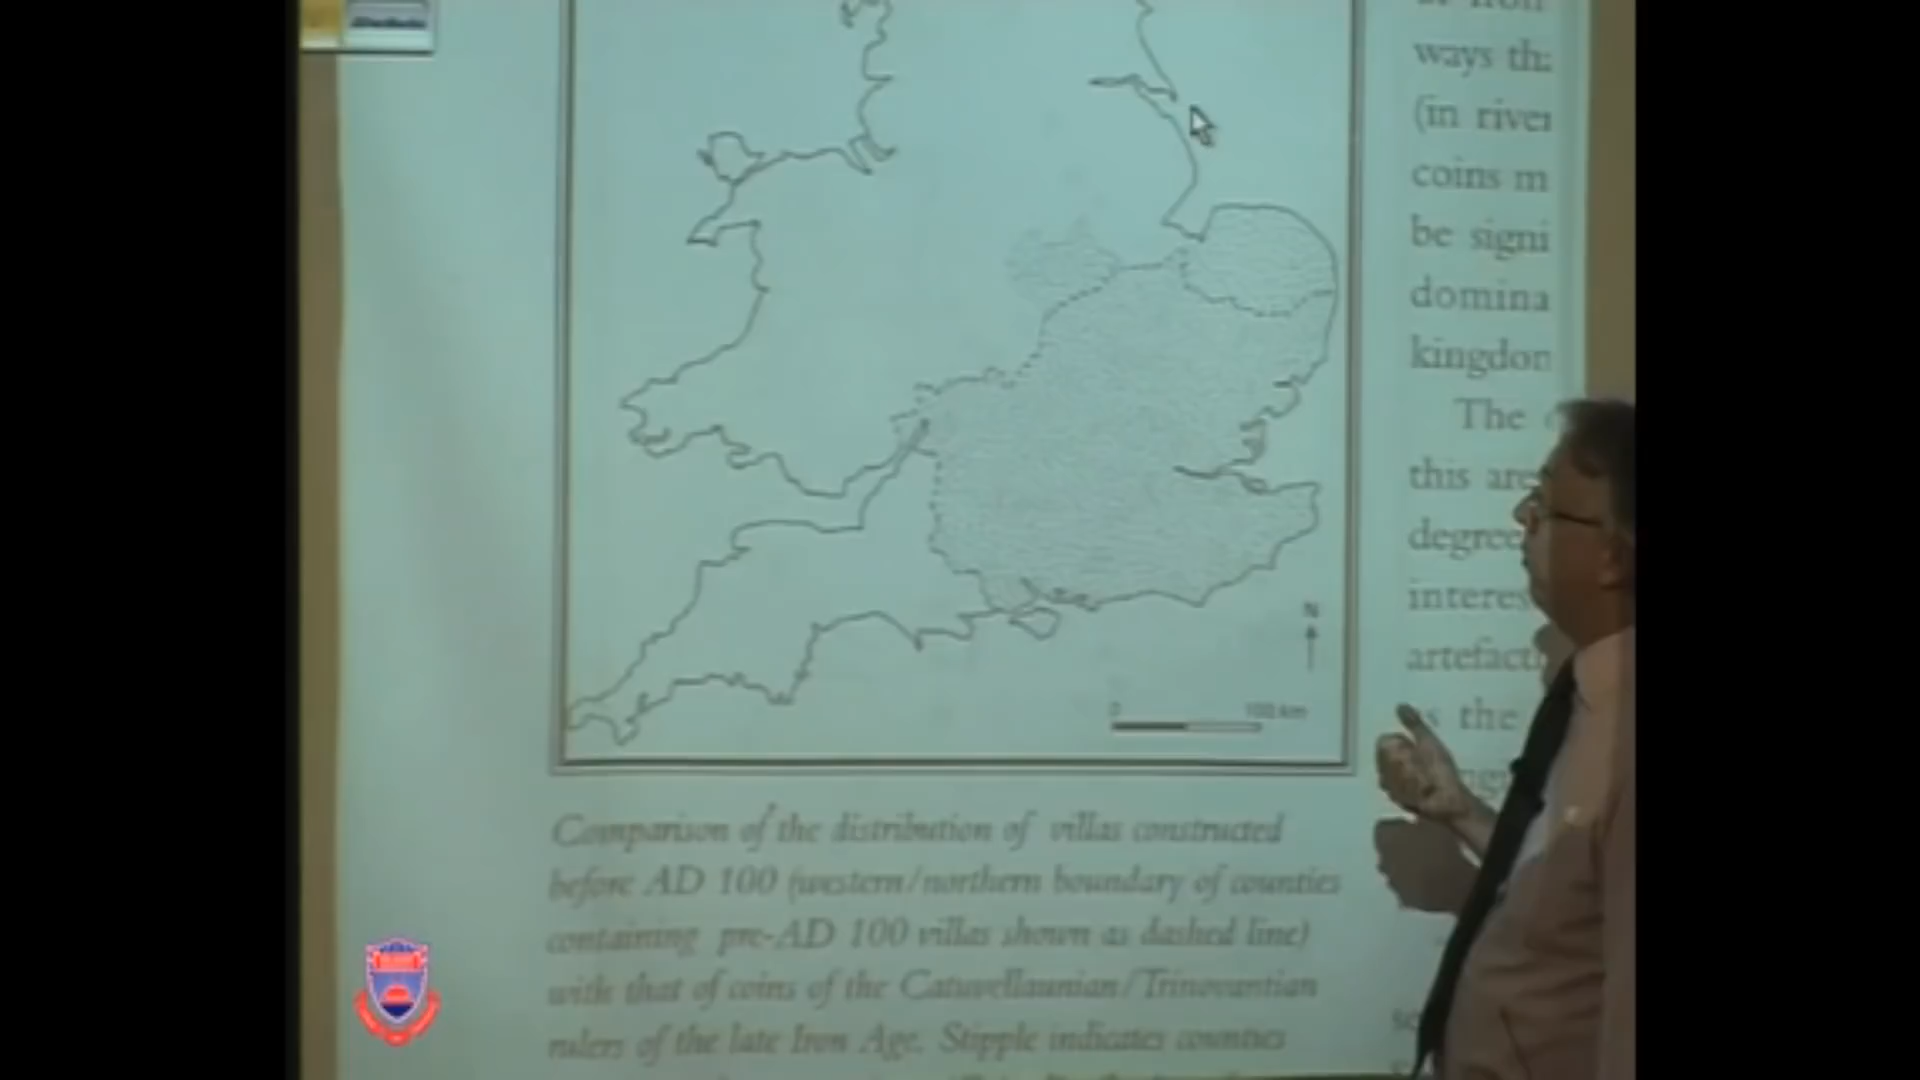 N
0 100 km
Comparison of the distribution of villas constructed
before AD 100 (western/northern boundary of counties
containing pre-AD 100 villas shown as dashed line)
with that of coins of the Catuvellaunian/Trinovantian
rulers of the late Iron Age. Stipple indicates counties
ways tha
(in river
coins m
be signi
domina
kingdon
The
this are
degree
interes
artefact
s the